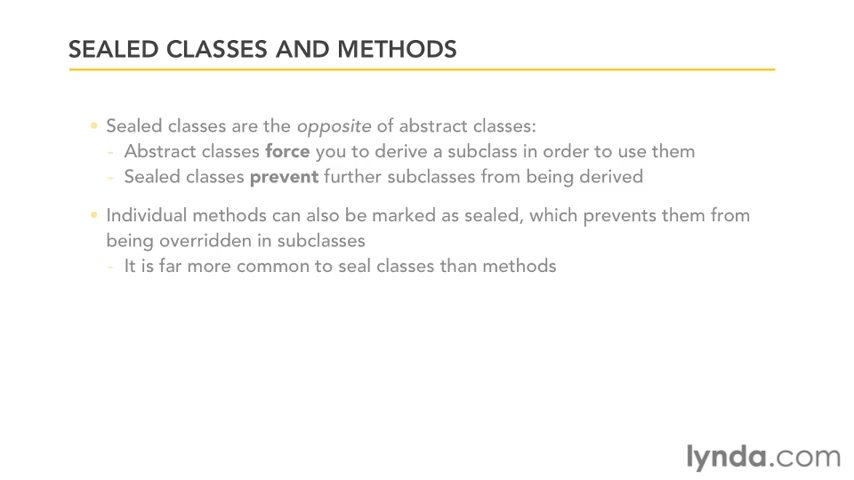 SEALED CLASSES AND METHODS
• Sealed classes are the opposite of abstract classes:
- Abstract classes force you to derive a subclass in order to use them
- Sealed classes prevent further subclasses from being derived
• Individual methods can also be marked as sealed, which prevents them from
being overridden in subclasses
- It is far more common to seal classes than methods
lynda.com